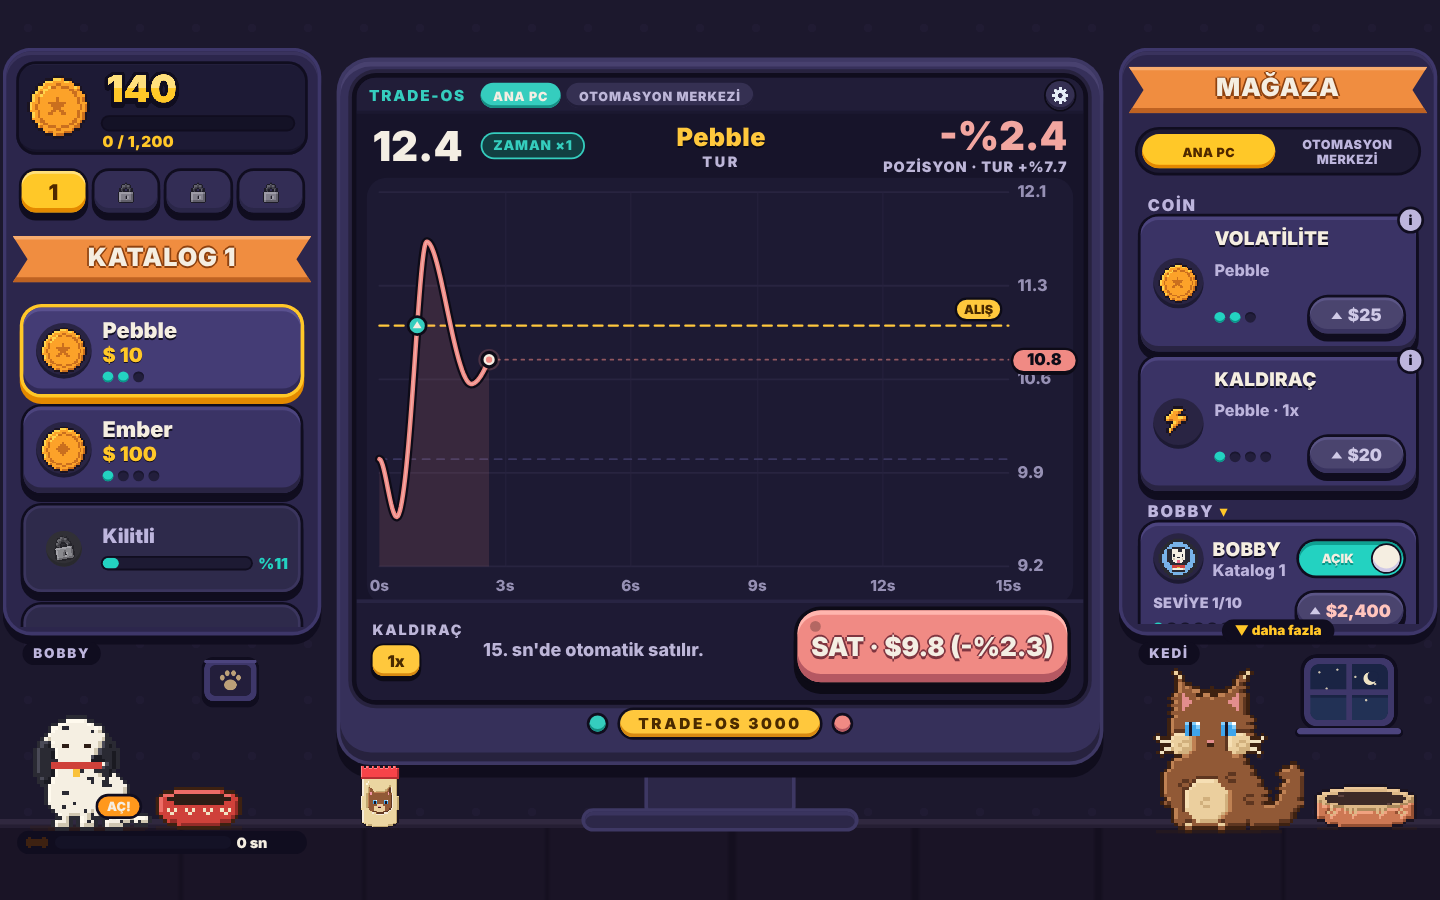 140
0 / 1,200
1
KATALOG 1
Pebble
$ 10
Ember
$ 100
Kilitli
%11
BOBBY
AÇ!
0 sn
TRADE-OS
ANA PC
OTOMASYON MERKEZİ
12.4
ZAMAN ×1
Pebble
TUR
-%2.4
POZİSYON · TUR +%7.7
12.1
11.3
ALIŞ
10.8
10.6
9.9
9.2
0s
3s
6s
9s
12s
15s
KALDIRAÇ
1x
15. sn'de otomatik satılır.
SAT · $9.8 (-%2.3)
TRADE-OS 3000
MAĞAZA
ANA PC
OTOMASYON
MERKEZİ
COİN
i
VOLATİLİTE
Pebble
$25
i
KALDIRAÇ
Pebble · 1x
$20
BOBBY ▼
BOBBY
Katalog 1
AÇIK
SEVİYE 1/10
$2,400
▼ daha fazla
KEDİ